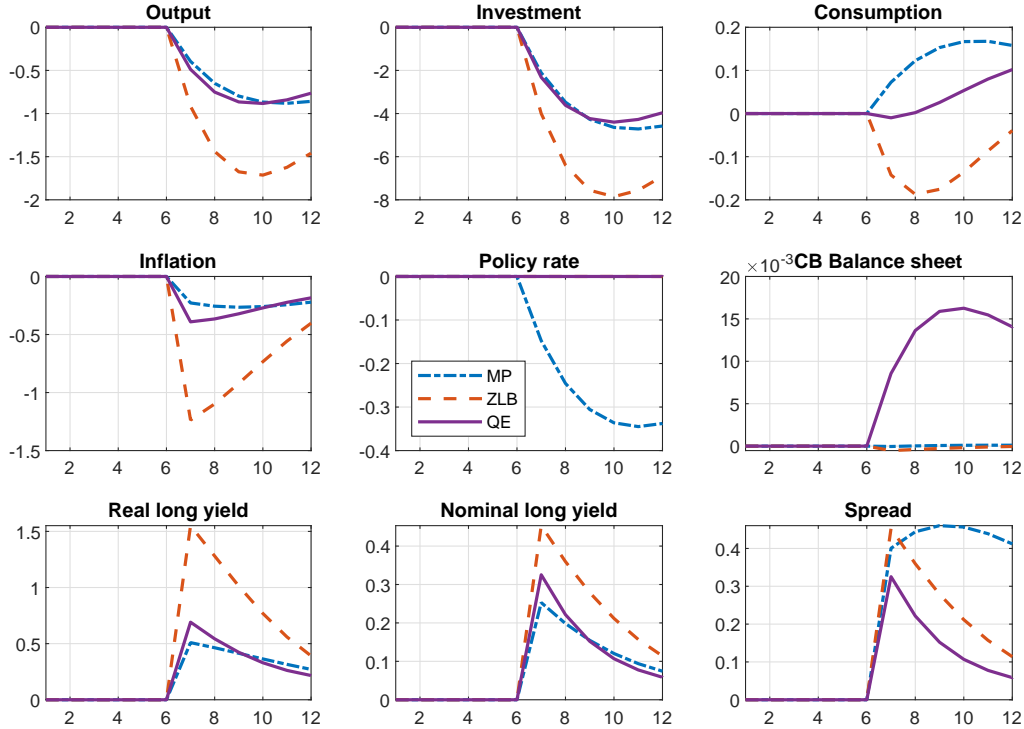 Output
Investment
Consumption
0
-0.5
-1
-1.5
-2
2 4 6 8 10 12
0
-2
-4
-6
-8
2 4 6 8 10 12
0.2
0.1
0
-0.1
-0.2
2 4 6 8 10 12
Inflation
Policy rate
×10-3 CB Balance sheet
0
-0.5
-1
-1.5
2 4 6 8 10 12
0
-0.1
-0.2
-0.3
-0.4
MP
ZLB
QE
2 4 6 8 10 12
20
15
10
5
0
2 4 6 8 10 12
Real long yield
Nominal long yield
Spread
1.5
1
0.5
0
2 4 6 8 10 12
0.4
0.3
0.2
0.1
0
2 4 6 8 10 12
0.4
0.3
0.2
0.1
0
2 4 6 8 10 12